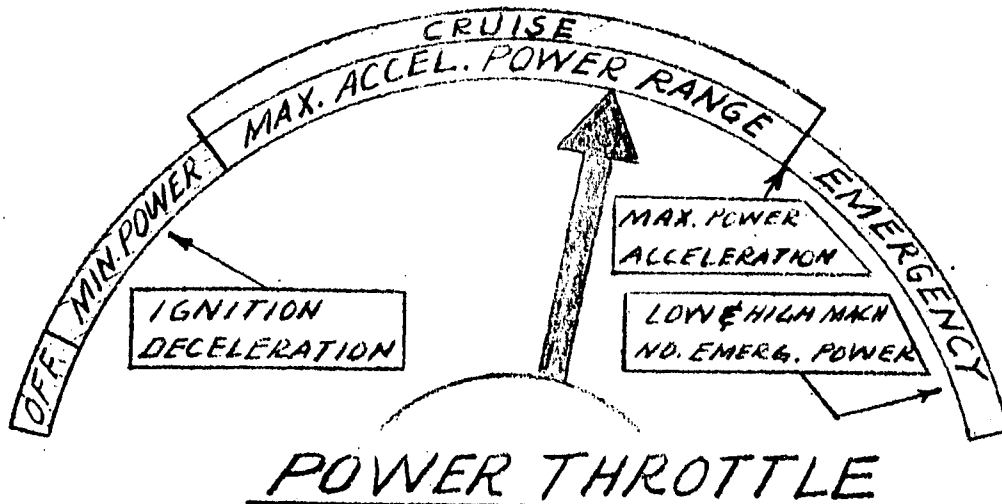 CRUISE
MAX. ACCEL. POWER RANGE
OFF
MIN. POWER
EMERGENCY
IGNITION
DECELERATION
MAX. POWER
ACCELERATION
LOW & HIGH MACH
NO. EMERG. POWER
POWER THROTTLE